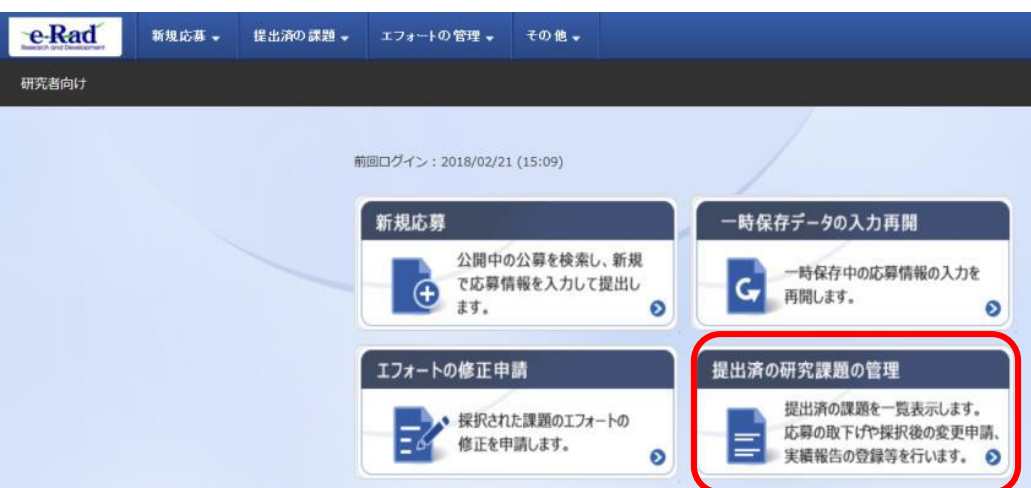 e-Rad
Research and Development
新規応募
提出済の課題
エフォートの管理
その他
研究者向け
前回ログイン：2018/02/21 (15:09)
新規応募
公開中の公募を検索し、新規
で応募情報を入力して提出し
ます。
一時保存データの入力再開
一時保存中の応募情報の入力を
再開します。
エフォートの修正申請
採択された課題のエフォートの
修正を申請します。
提出済の研究課題の管理
提出済の課題を一覧表示します。
応募の取下げや採択後の変更申請、
実績報告の登録等を行います。